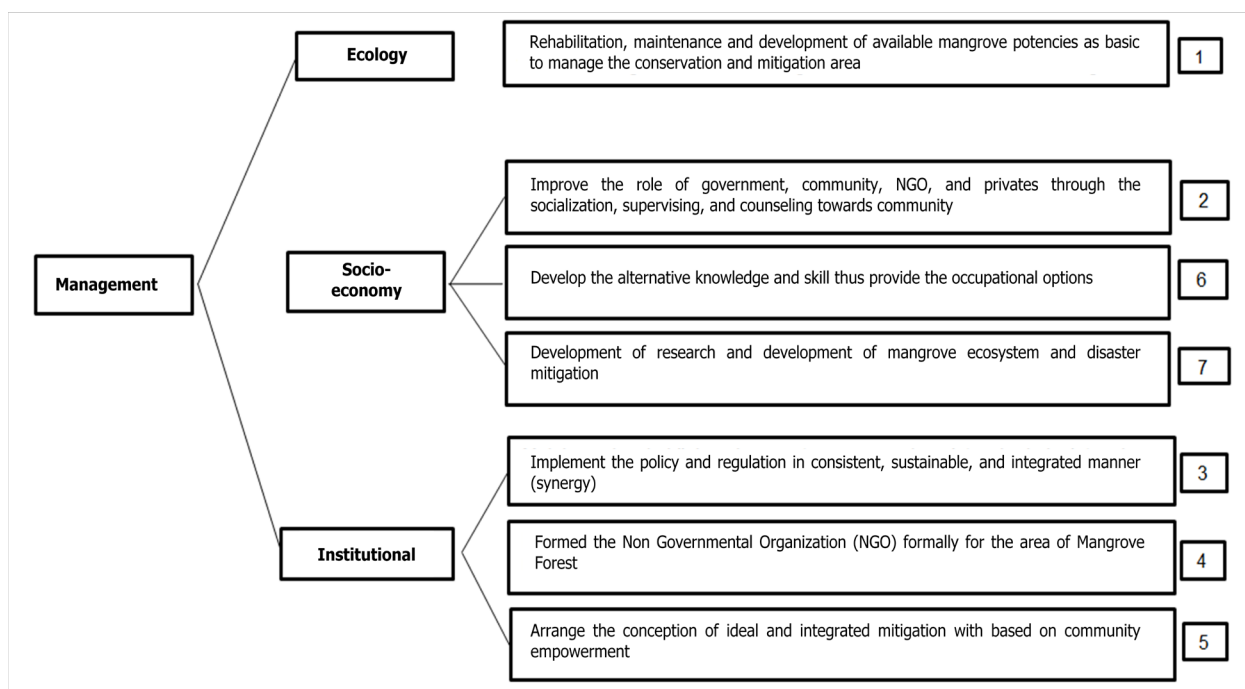 Ecology
Rehabilitation, maintenance and development of available mangrove potencies as basic
to manage the conservation and mitigation area
1
Improve the role of government, community, NGO, and privates through the
socialization, supervising, and counseling towards community
2
Management
Socio-
economy
Develop the alternative knowledge and skill thus provide the occupational options
6
Development of research and development of mangrove ecosystem and disaster
mitigation
7
Implement the policy and regulation in consistent, sustainable, and integrated manner
(synergy)
3
Institutional
Formed the Non Governmental Organization (NGO) formally for the area of Mangrove
Forest
4
Arrange the conception of ideal and integrated mitigation with based on community
empowerment
5